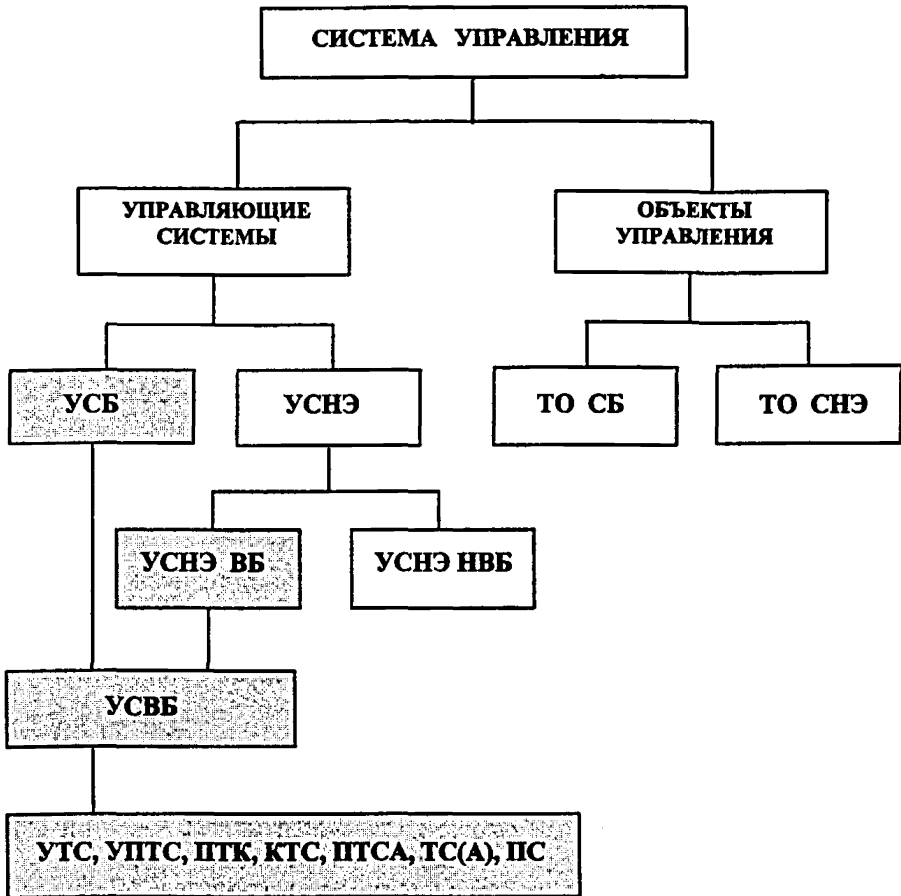 СИСТЕМА УПРАВЛЕНИЯ
УПРАВЛЯЮЩИЕ
СИСТЕМЫ
ОБЪЕКТЫ
УПРАВЛЕНИЯ
УСБ
УСНЭ
ТО СБ
ТО СНЭ
УСНЭ ВБ
УСНЭ НВБ
УСВБ
УТС, УПТС, ПТК, КТС, ПТСА, ТС(А), ПС